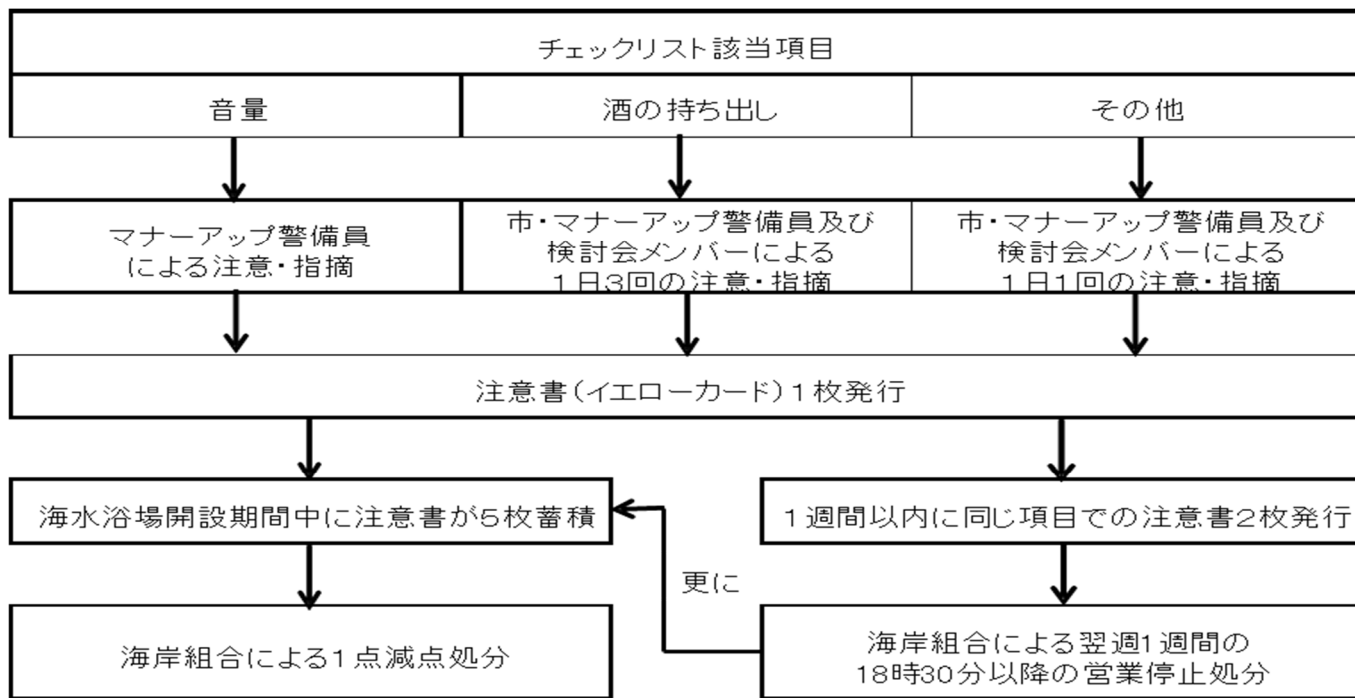 チェックリスト該当項目
音量
酒の持ち出し
その他
マナーアップ警備員
による注意・指摘
市・マナーアップ警備員及び
検討会メンバーによる
1日3回の注意・指摘
市・マナーアップ警備員及び
検討会メンバーによる
1日1回の注意・指摘
注意書(イエローカード)1枚発行
海水浴場開設期間中に注意書が5枚蓄積
1週間以内に同じ項目での注意書2枚発行
更に
海岸組合による1点減点処分
海岸組合による翌週1週間の
18時30分以降の営業停止処分